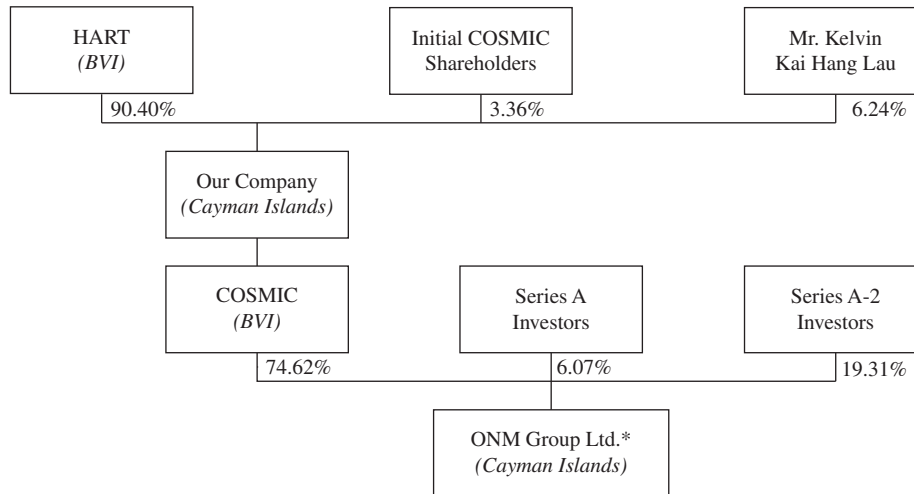 HART
(BVI)
Initial COSMIC
Shareholders
Mr. Kelvin
Kai Hang Lau
90.40%
3.36%
6.24%
Our Company
(Cayman Islands)
COSMIC
(BVI)
Series A
Investors
Series A-2
Investors
74.62%
6.07%
19.31%
ONM Group Ltd.*
(Cayman Islands)